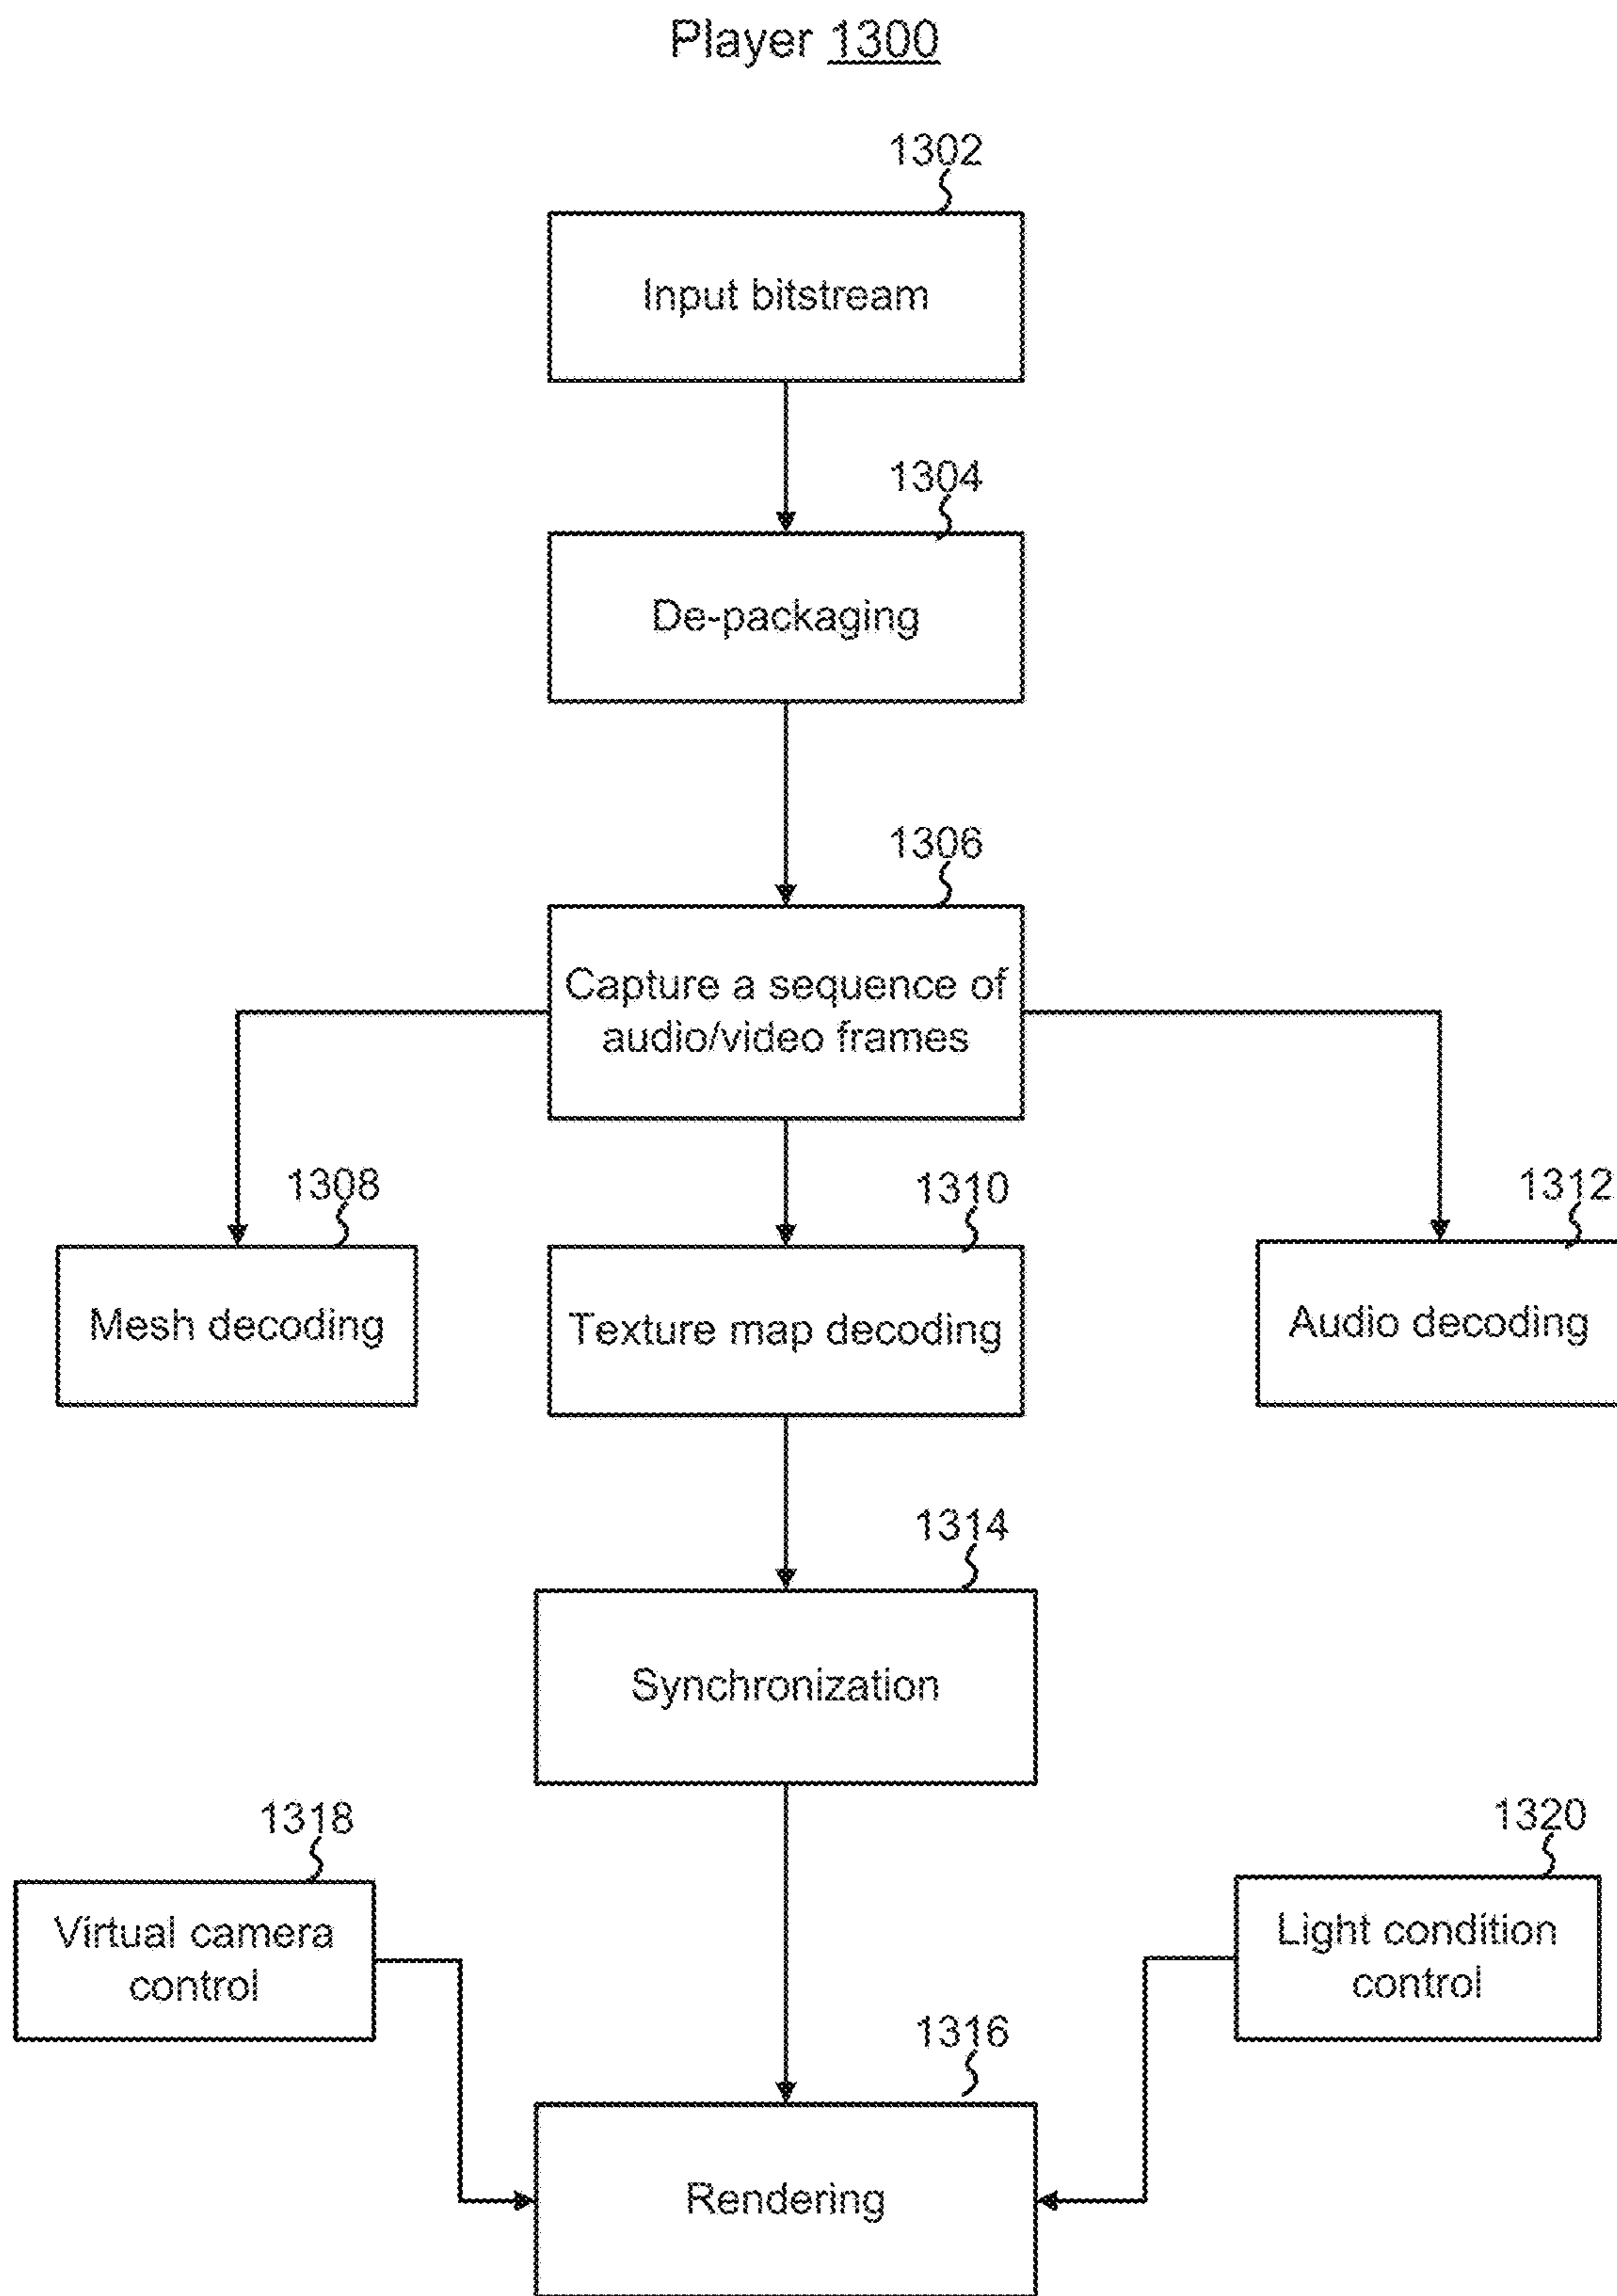 Player 1300
1302
Input bitstream
1304
De-packaging
1306
Capture a sequence of
audio/video frames
1308
1310
1312
Mesh decoding
Texture map decoding
Audio decoding
1314
Synchronization
1318
1320
Virtual camera
control
Light condition
control
1316
Rendering